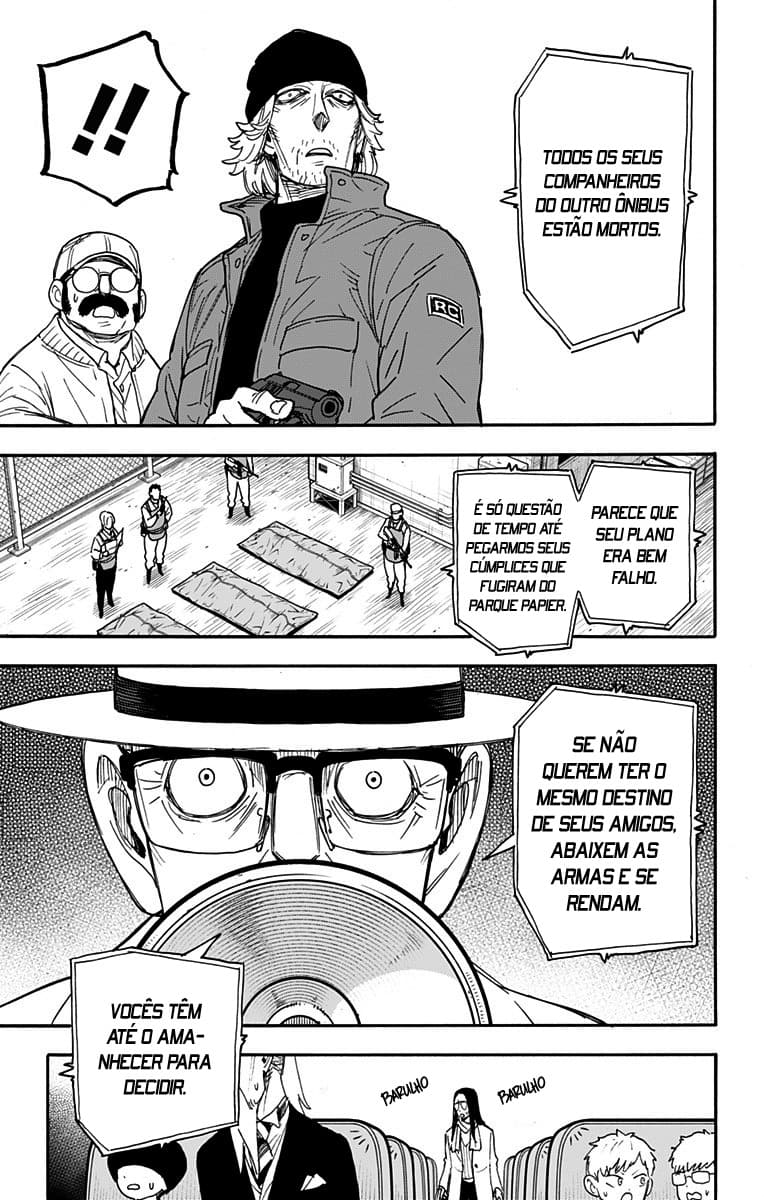 TODOS OS SEUS
COMPANHEIROS
DO OUTRO ÔNIBUS
ESTÃO MORTOS.
!!
RC
PARECE QUE
SEU PLANO
ERA BEM
FALHO.
É SÓ QUESTÃO
DE TEMPO ATÉ
PEGARMOS SEUS
CÚMPLICES QUE
FUGIRAM DO
PARQUE PAPIER.
SE NÃO
QUEREM TER O
MESMO DESTINO
DE SEUS AMIGOS,
ABAIXEM AS
ARMAS E SE
RENDAM.
VOCÊS TÊM
ATÉ O AMA-
NHECER PARA
DECIDIR.
BARULHO
BARULHO